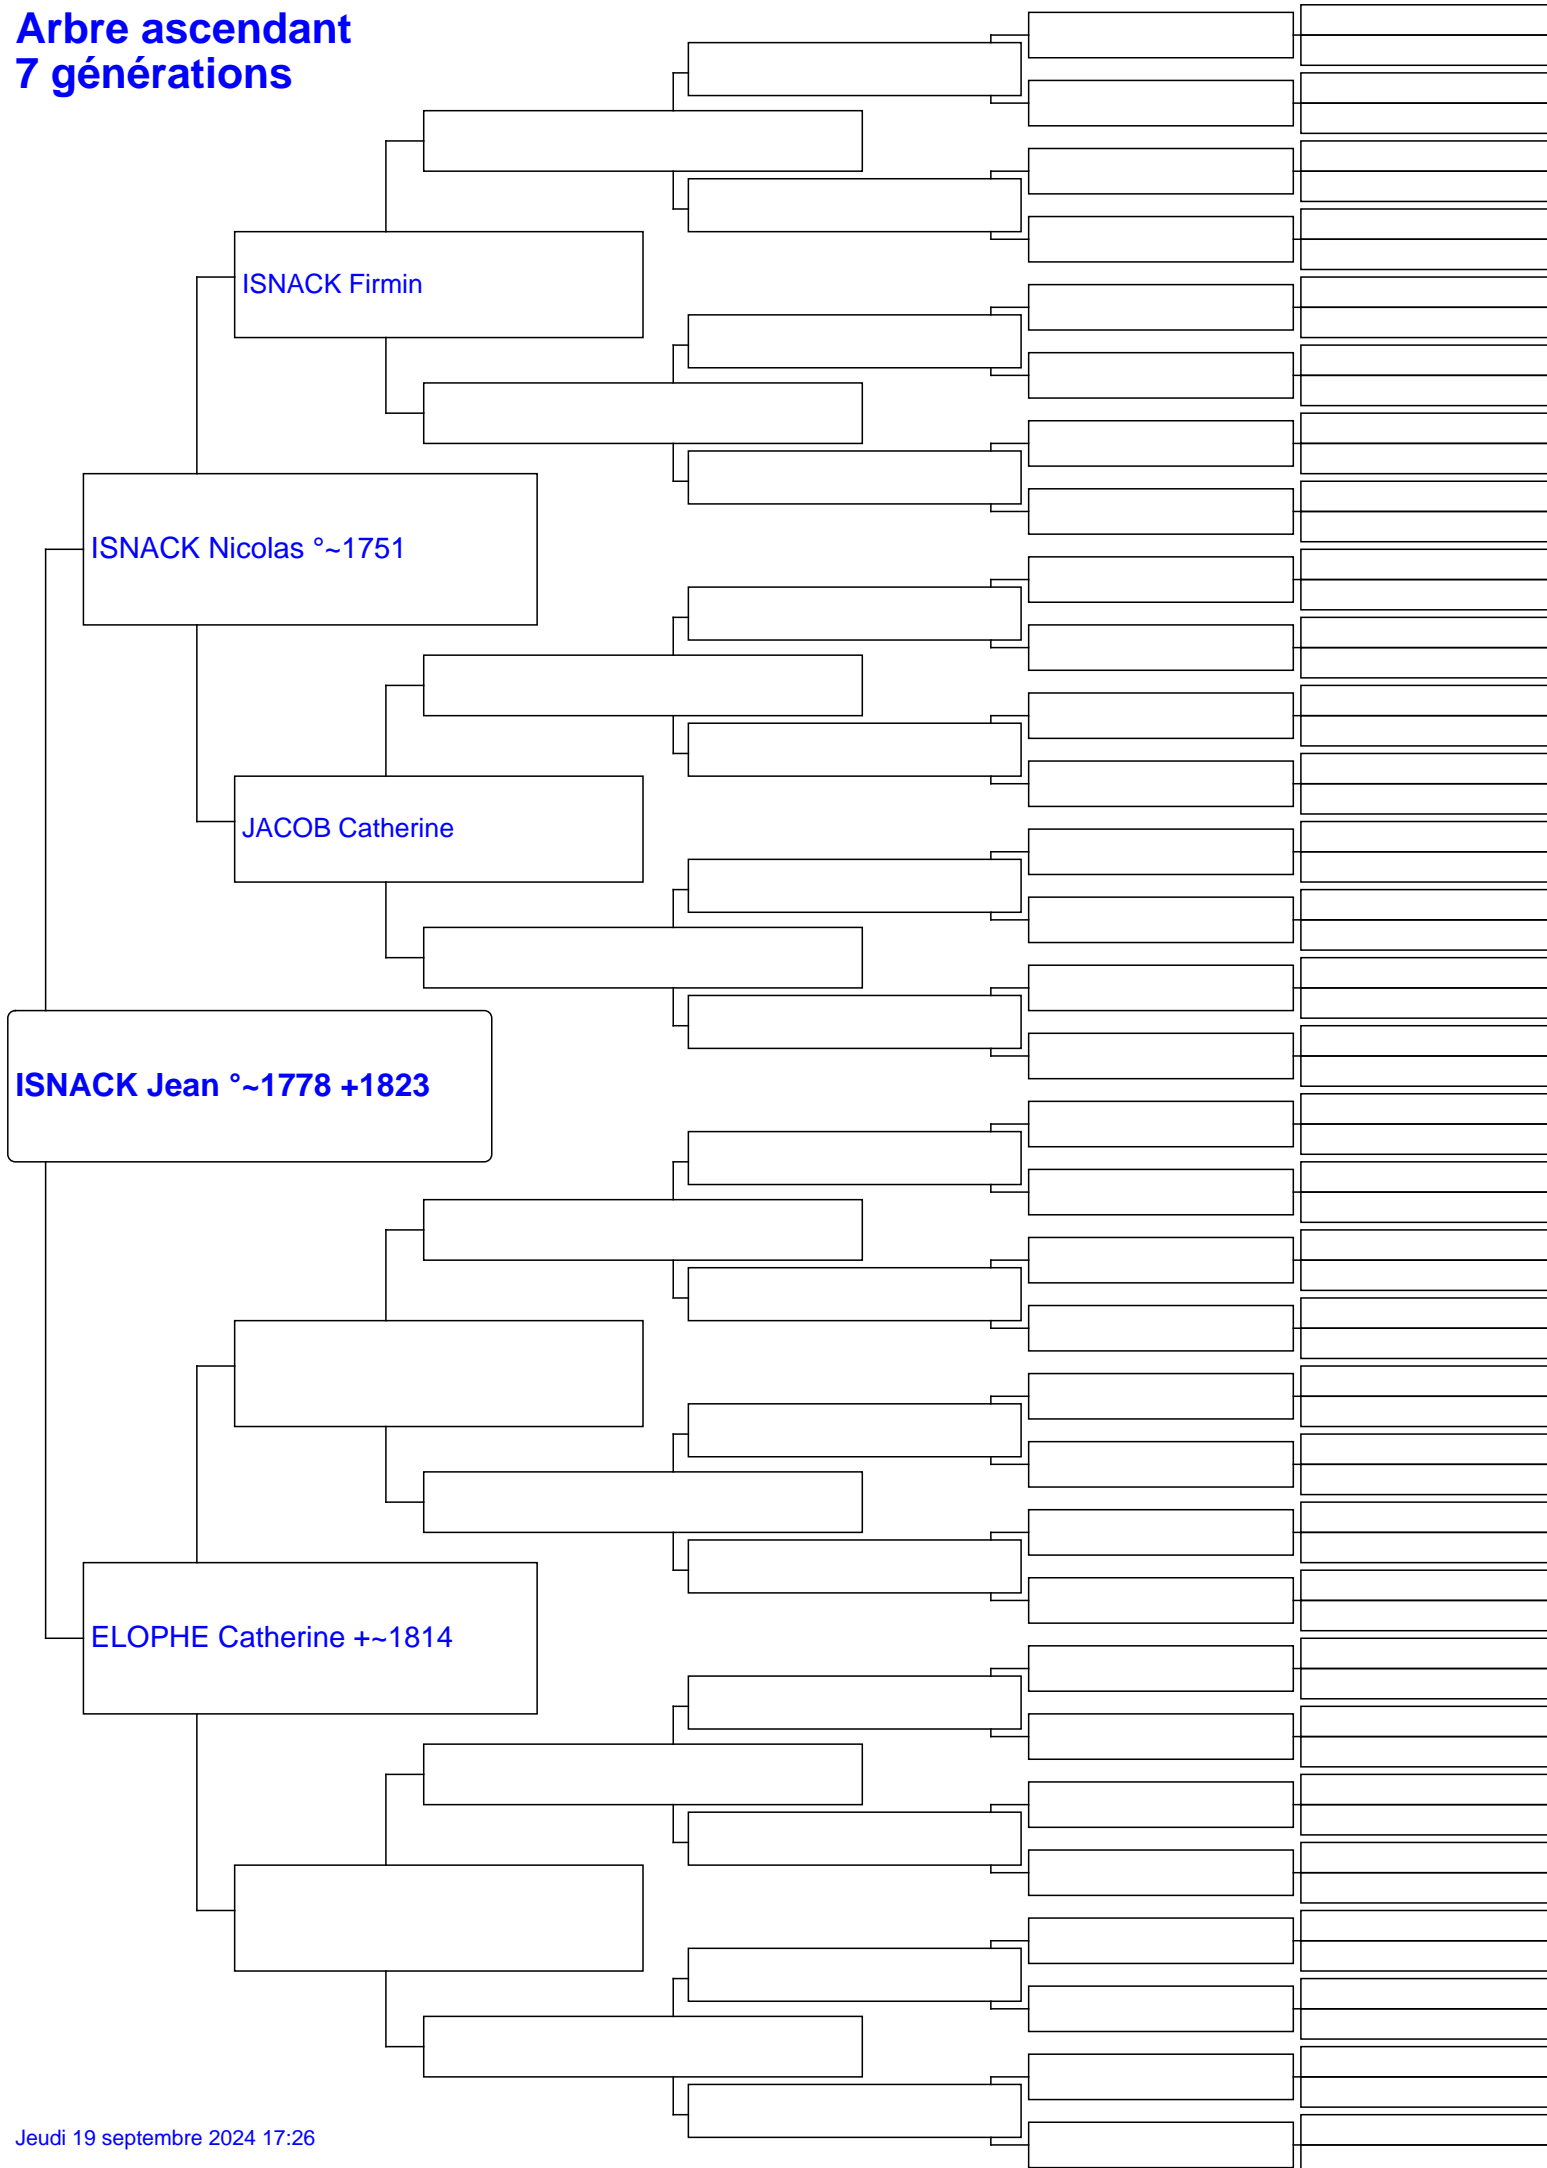 Arbre ascendant
7 générations
ISNACK Firmin
ISNACK Nicolas °~1751
JACOB Catherine
ISNACK Jean °~1778 +1823
ELOPHE Catherine +~1814
Jeudi 19 septembre 2024 17:26